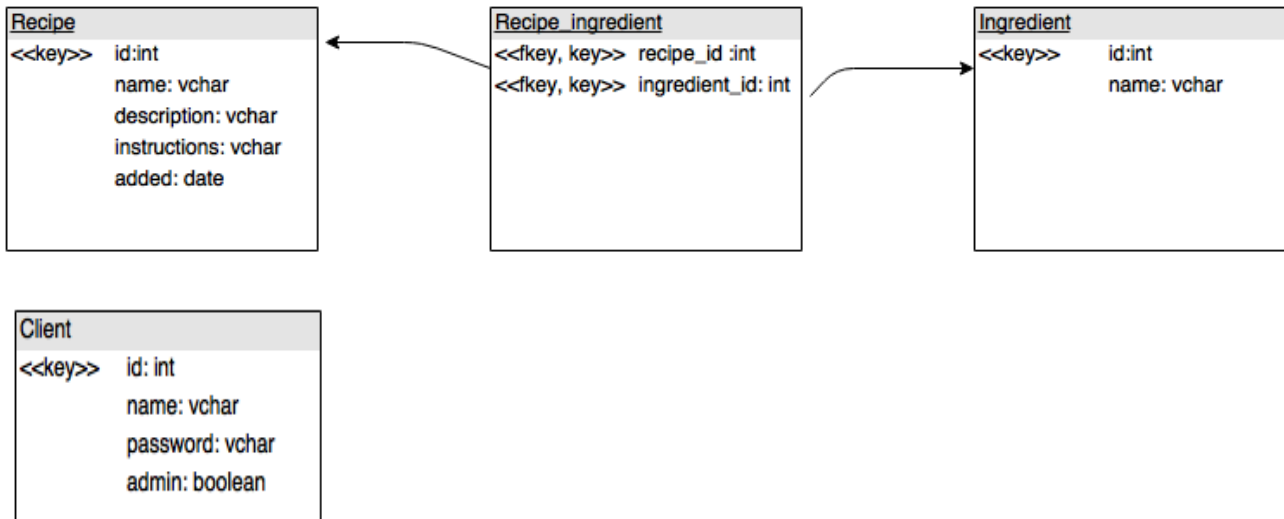 Recipe
<<key>> id:int
name: vchar
description: vchar
instructions: vchar
added: date
Recipe_ingredient
<<fkey, key>> recipe_id :int
<<fkey, key>> ingredient_id: int
Ingredient
<<key>> id:int
name: vchar
Client
<<key>> id: int
name: vchar
password: vchar
admin: boolean